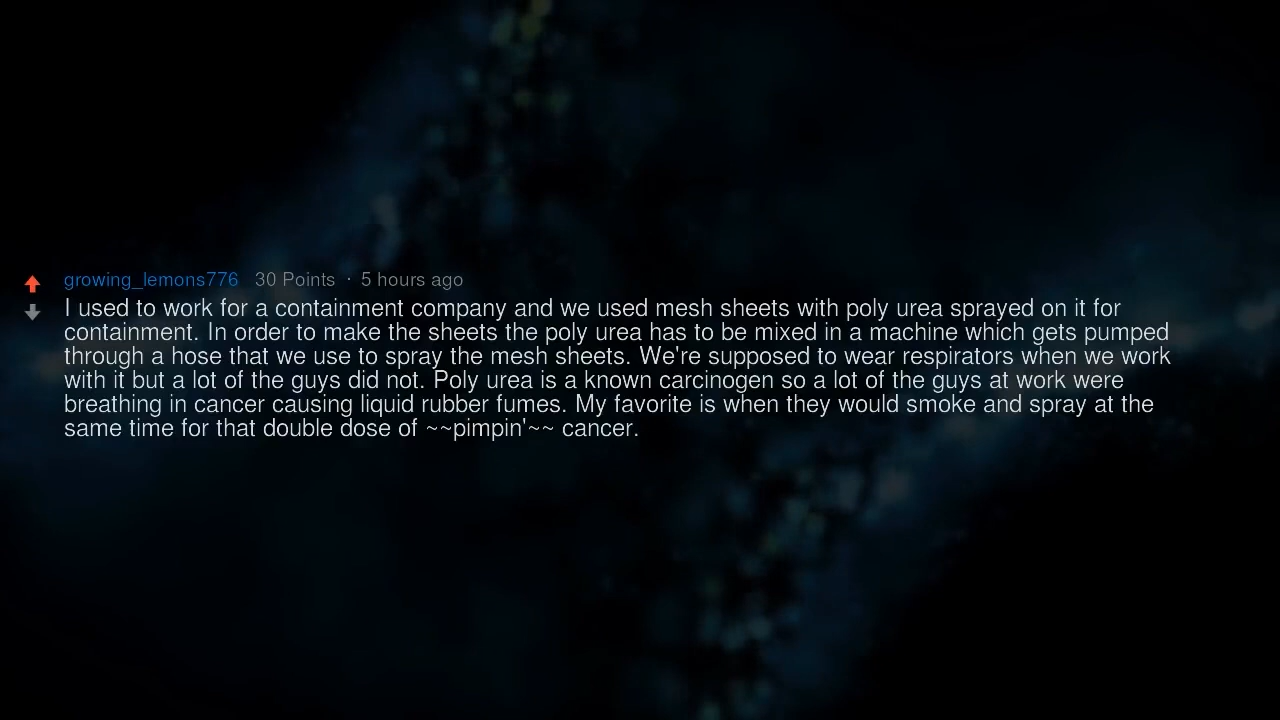 growing_lemons776 30 Points · 5 hours ago
I used to work for a containment company and we used mesh sheets with poly urea sprayed on it for
containment. In order to make the sheets the poly urea has to be mixed in a machine which gets pumped
through a hose that we use to spray the mesh sheets. We're supposed to wear respirators when we work
with it but a lot of the guys did not. Poly urea is a known carcinogen so a lot of the guys at work were
breathing in cancer causing liquid rubber fumes. My favorite is when they would smoke and spray at the
same time for that double dose of ~~pimpin'~~ cancer.